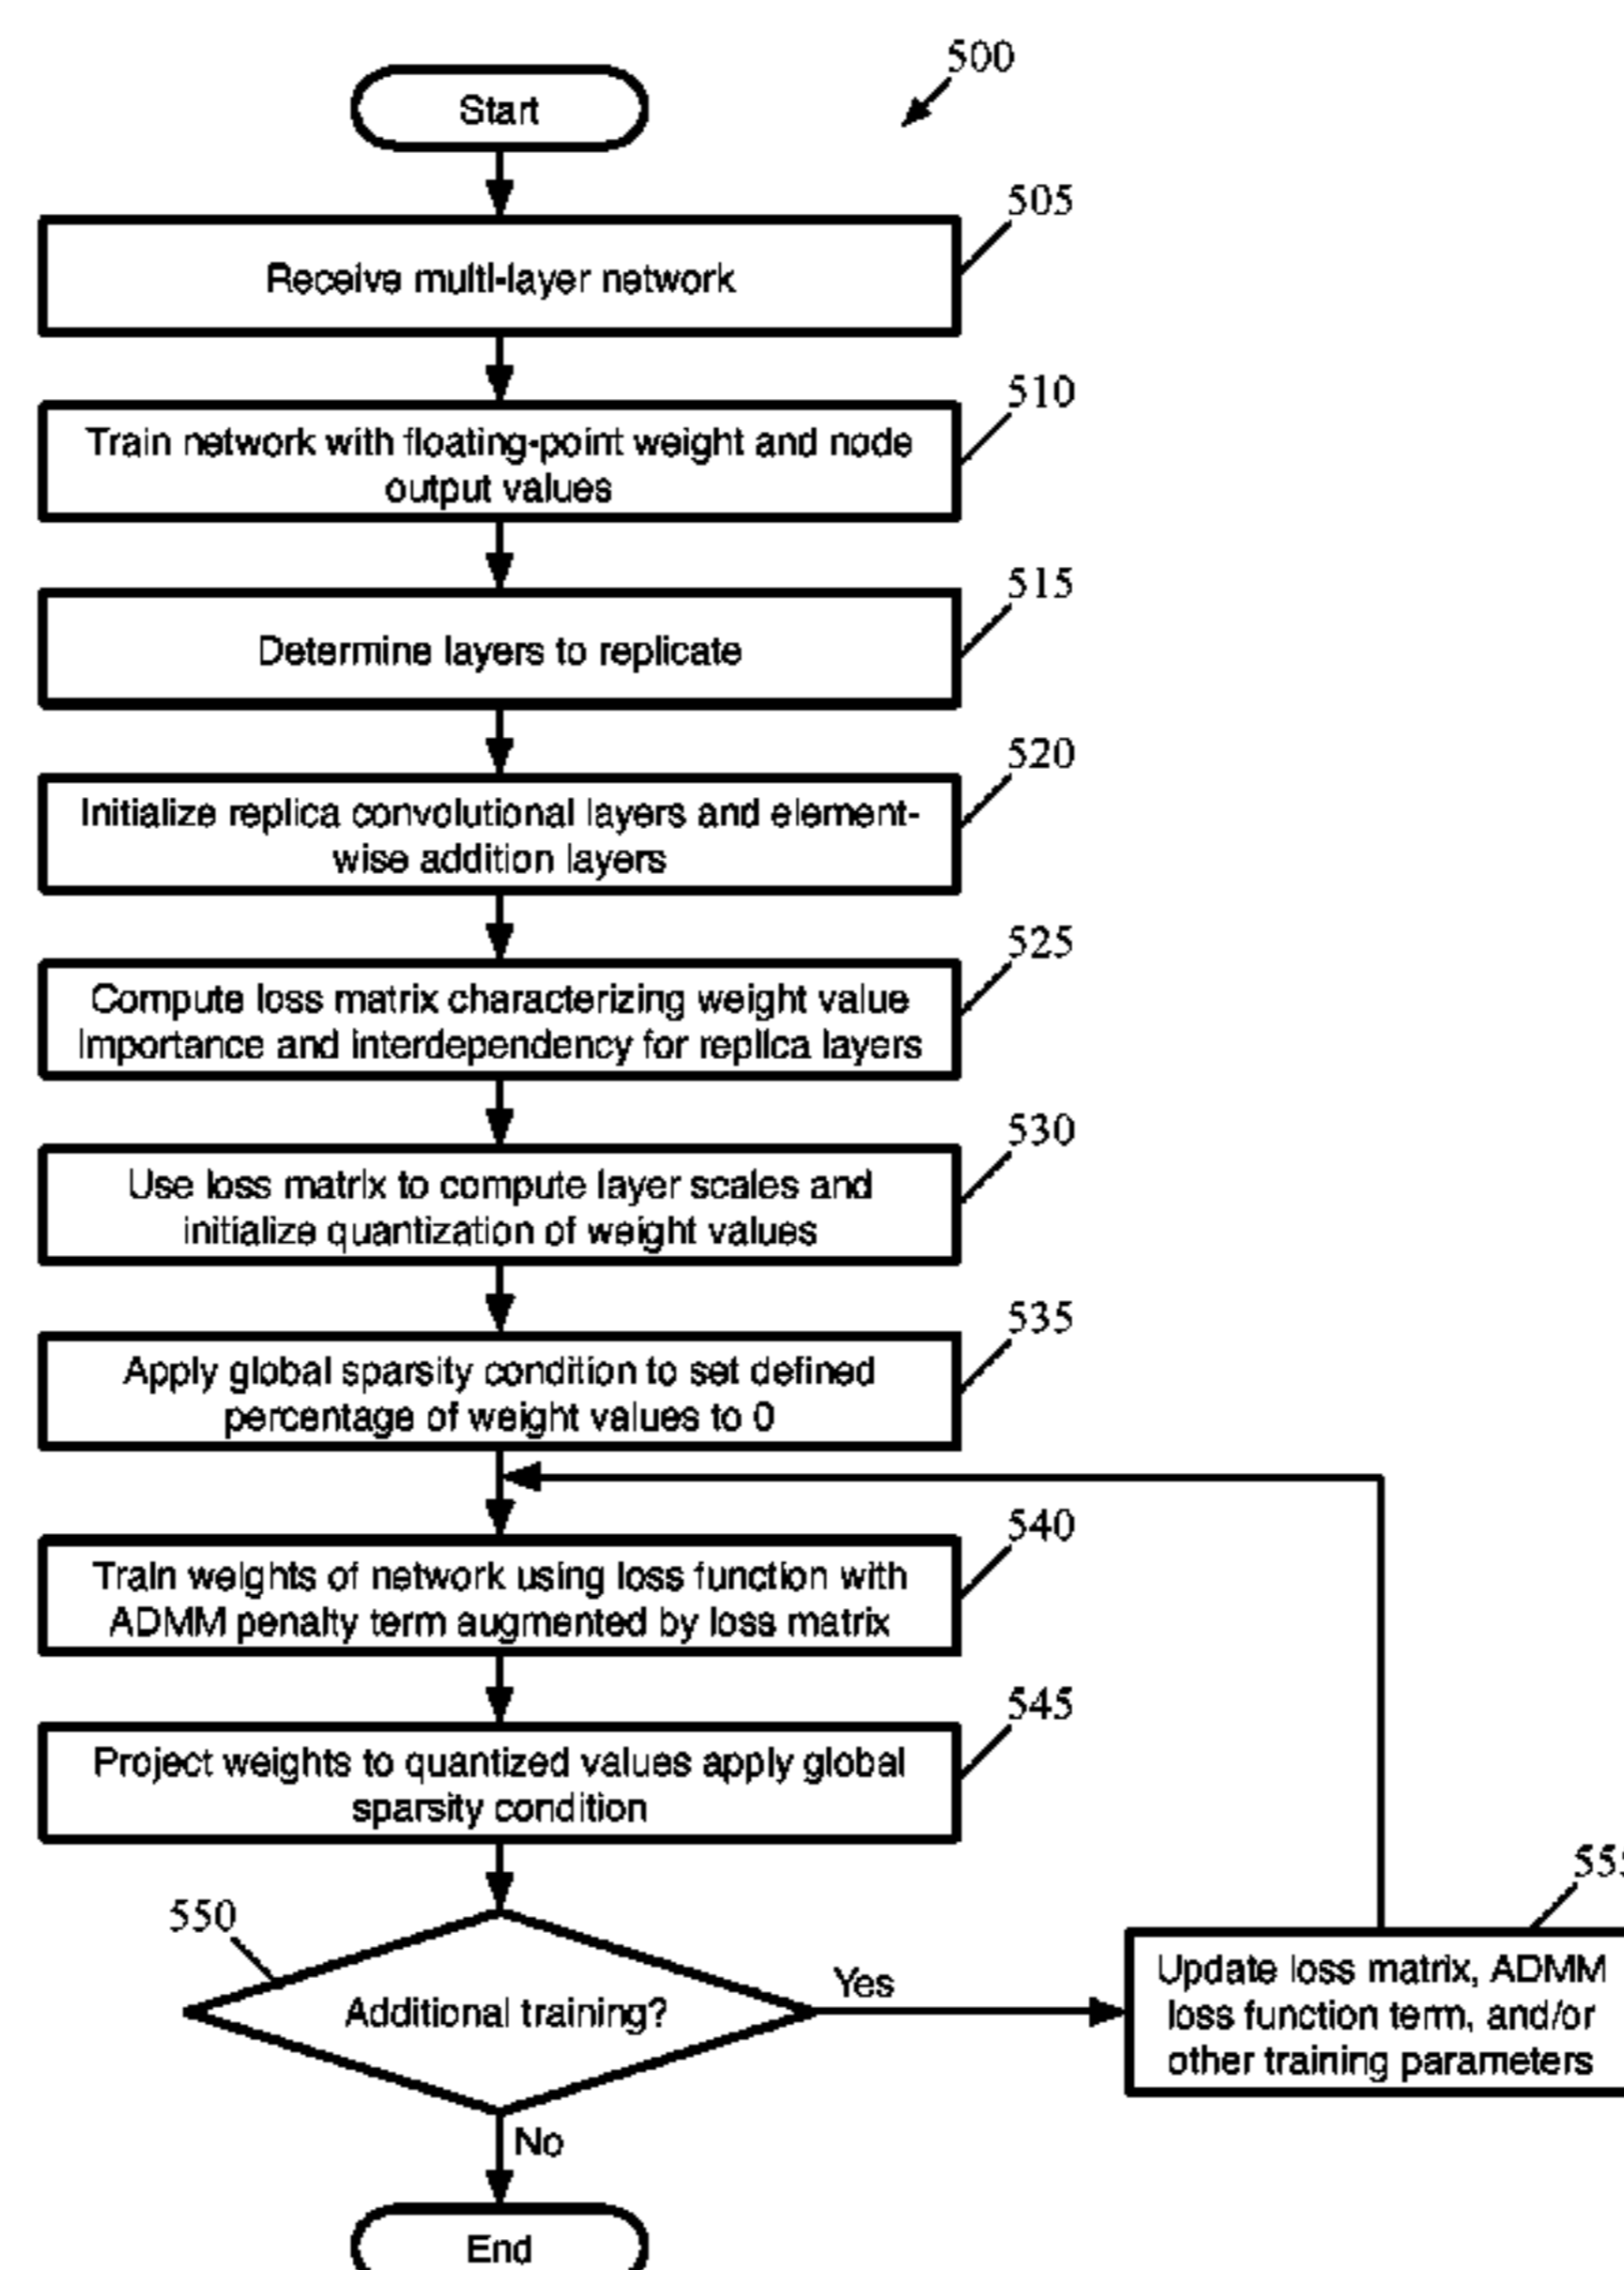 500
Start
505
Receive multi-layer network
510
Train network with floating-point weight and node
output values
515
Determine layers to replicate
520
Initialize replica convolutional layers and element-
wise addition layers
525
Compute loss matrix characterizing weight value
importance and interdependency for replica layers
530
Use loss matrix to compute layer scales and
initialize quantization of weight values
535
Apply global sparsity condition to set defined
percentage of weight values to 0
540
Train weights of network using loss function with
ADMM penalty term augmented by loss matrix
545
Project weights to quantized values apply global
sparsity condition
550
Additional training?
Yes
Update loss matrix, ADMM
loss function term, and/or
other training parameters
No
End